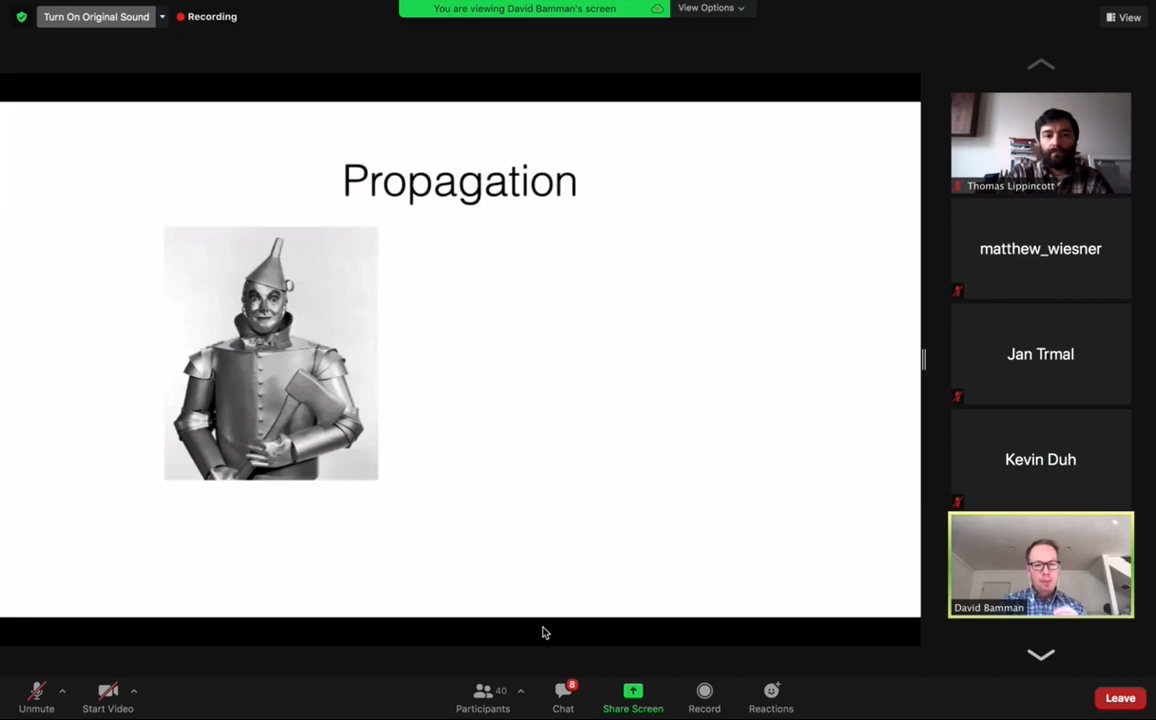 Turn On Original Sound
Recording
You are viewing David Bamman's screen
View Options
View
Propagation
Thomas Lippincott
matthew_wiesner
Jan Trmal
Kevin Duh
David Bamman
Unmute
Start Video
Participants
40
Chat
8
Share Screen
Record
Reactions
Leave